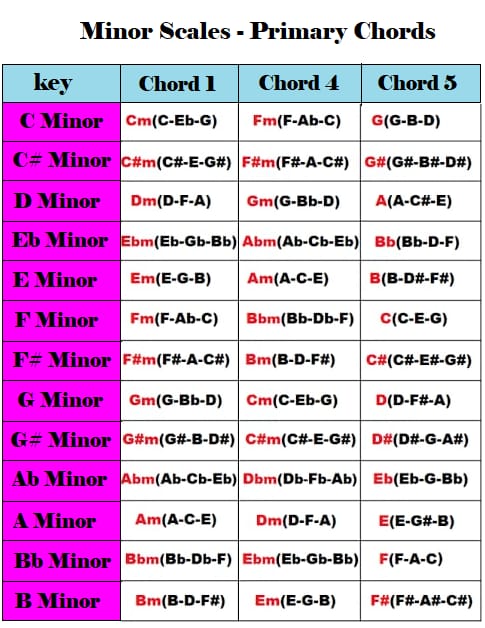 Minor Scales - Primary Chords
key Chord 1 Chord 4 Chord 5
C Minor Cm(C-Eb-G) Fm(F-Ab-C) G(G-B-D)
C# Minor C#m(C#-E-G#) F#m(F#-A-C#) G#(G#-B#-D#)
D Minor Dm(D-F-A) Gm(G-Bb-D) A(A-C#-E)
Eb Minor Ebm(Eb-Gb-Bb) Abm(Ab-Cb-Eb) Bb(Bb-D-F)
E Minor Em(E-G-B) Am(A-C-E) B(B-D#-F#)
F Minor Fm(F-Ab-C) Bbm(Bb-Db-F) C(C-E-G)
F# Minor F#m(F#-A-C#) Bm(B-D-F#) C#(C#-E#-G#)
G Minor Gm(G-Bb-D) Cm(C-Eb-G) D(D-F#-A)
G# Minor G#m(G#-B-D#) C#m(C#-E-G#) D#(D#-G-A#)
Ab Minor Abm(Ab-Cb-Eb) Dbm(Db-Fb-Ab) Eb(Eb-G-Bb)
A Minor Am(A-C-E) Dm(D-F-A) E(E-G#-B)
Bb Minor Bbm(Bb-Db-F) Ebm(Eb-Gb-Bb) F(F-A-C)
B Minor Bm(B-D-F#) Em(E-G-B) F#(F#-A#-C#)